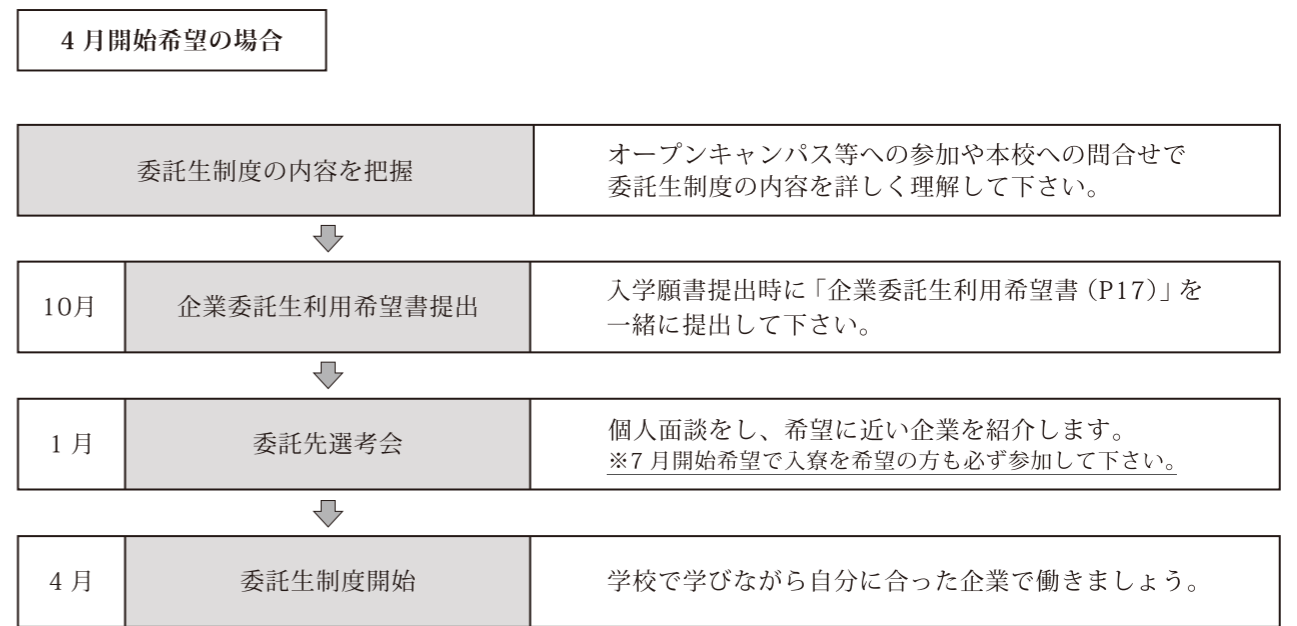 4 月開始希望の場合
委託生制度の内容を把握
オープンキャンパス等への参加や本校への問合せで
委託生制度の内容を詳しく理解して下さい。
10月
企業委託生利用希望書提出
入学願書提出時に「企業委託生利用希望書（P17）」を
一緒に提出して下さい。
1 月
委託先選考会
個人面談をし、希望に近い企業を紹介します。
※7 月開始希望で入寮を希望の方も必ず参加して下さい。
4 月
委託生制度開始
学校で学びながら自分に合った企業で働きましょう。